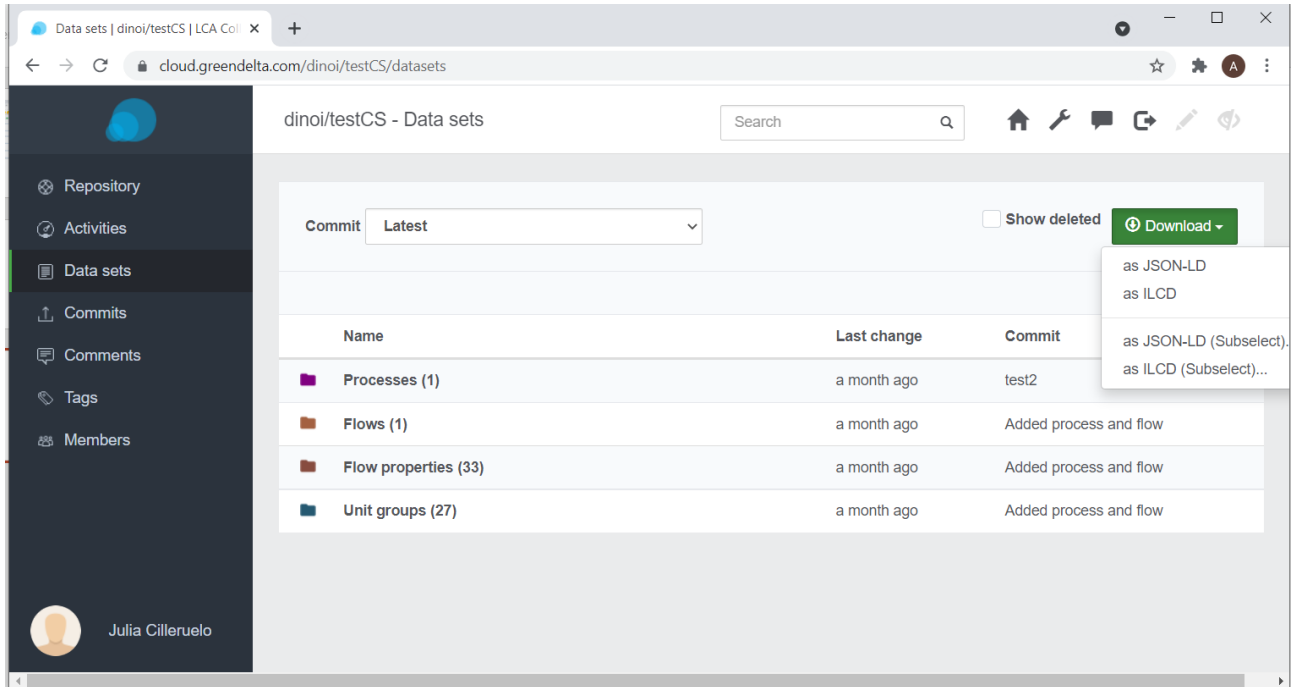 Data sets | dinoi/testCS | LCA Col
cloud.greendelta.com/dinoi/testCS/datasets
A
dinoi/testCS - Data sets
Search
Repository
Activities
Data sets
Commits
Comments
Tags
Members
Commit
Latest
Show deleted
Download
as JSON-LD
as ILCD
as JSON-LD (Subselect).
as ILCD (Subselect)...
Name Last change Commit
Processes (1) a month ago test2
Flows (1) a month ago Added process and flow
Flow properties (33) a month ago Added process and flow
Unit groups (27) a month ago Added process and flow
Julia Cilleruelo